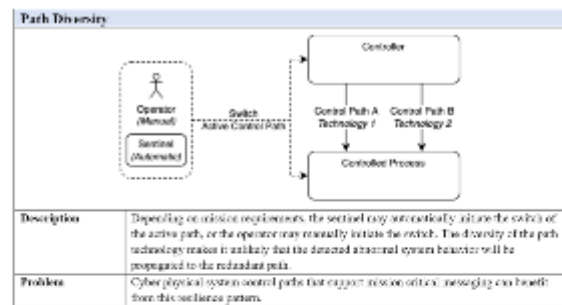 Path Diversity
Controller
Operator
(Manual)
Sentinel
(Automatic)
Switch
Active Control Path
Control Path A
Technology 1
Control Path B
Technology 2
Controlled Process
Description
Depending on mission requirements, the sentinel may automatically initiate the switch of
the active path, or the operator may manually initiate the switch. The diversity of the path
technology makes it unlikely that the detected abnormal system behavior will be
propagated to the redundant path.
Problem
Cyber physical system control paths that support mission critical messaging can benefit
from this resilience pattern.